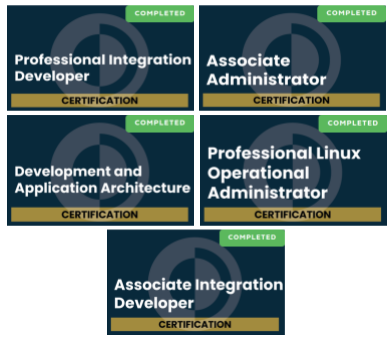 COMPLETED
Professional Integration
Developer
CERTIFICATION
COMPLETED
Associate
Administrator
CERTIFICATION
COMPLETED
Development and
Application Architecture
CERTIFICATION
COMPLETED
Professional Linux
Operational
Administrator
CERTIFICATION
COMPLETED
Associate Integration
Developer
CERTIFICATION